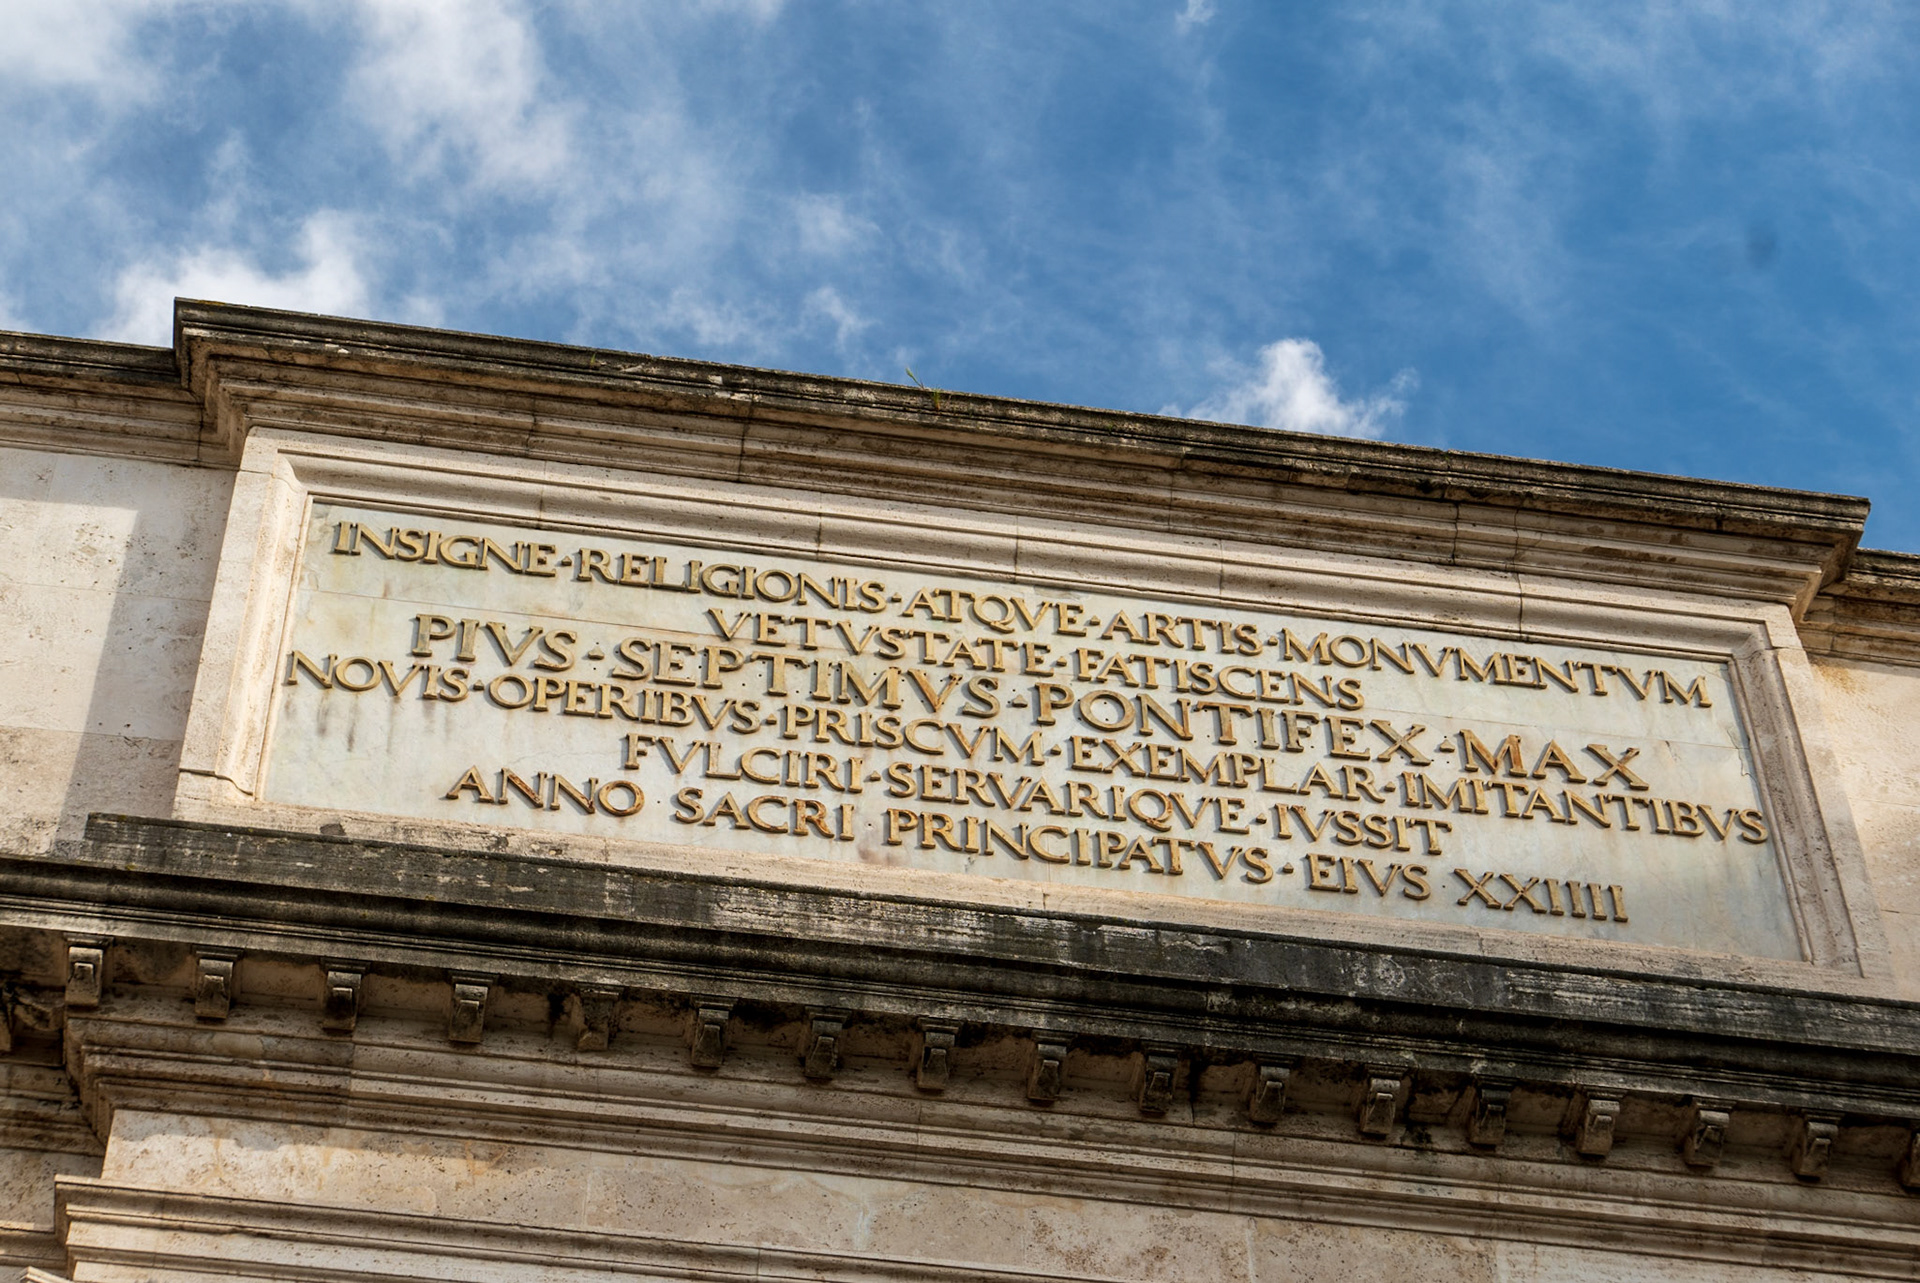 INSIGNE·RELIGIONIS·ATQVE·ARTIS·MONVMENTVM
VETVSTATE·FATISCENS
PIVS·SEPTIMVS·PONTIFEX·MAX
NOVIS·OPERIBVS·PRISCVM·EXEMPLAR·IMITANTIBVS
FVLCIRI·SERVARIQVE·IVSSIT
ANNO SACRI PRINCIPATVS·EIVS XXIIII